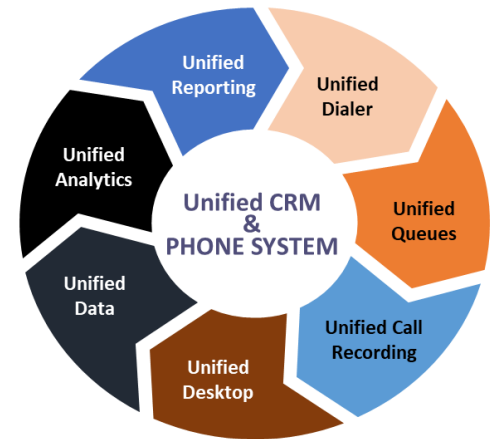 Unified
Reporting
Unified
Dialer
Unified
Queues
Unified Call
Recording
Unified
Desktop
Unified
Data
Unified
Analytics
Unified CRM
&
PHONE SYSTEM